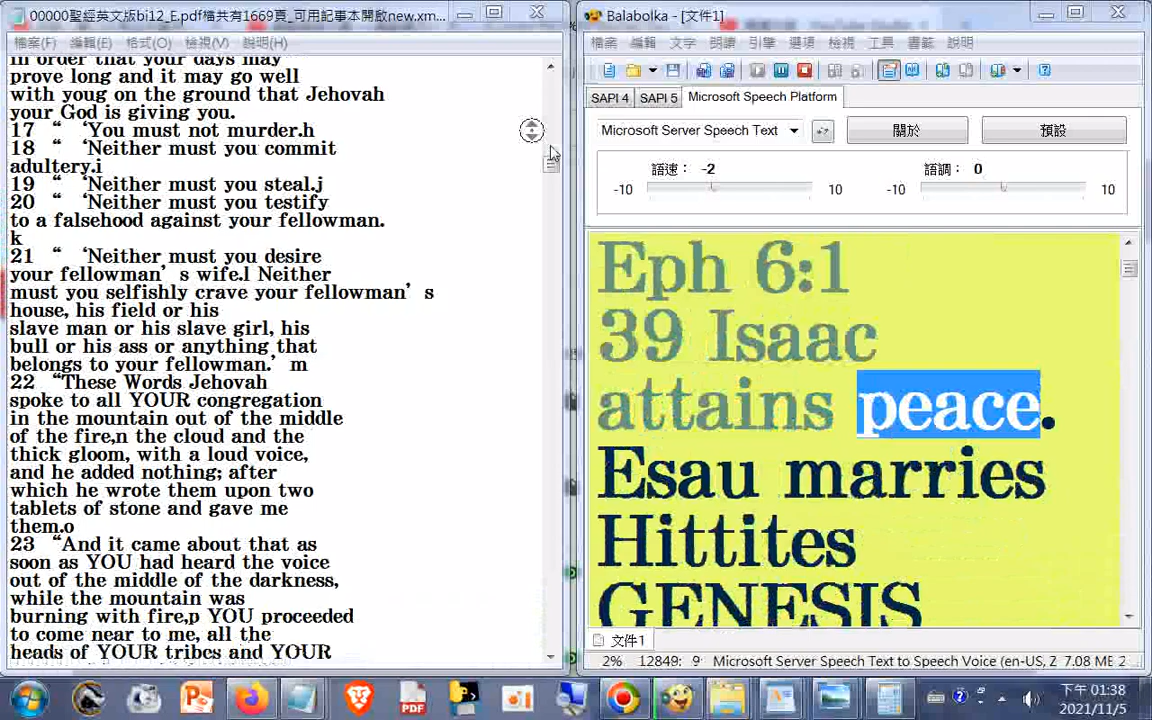 00000聖經英文版bi12_E.pdf檔共有1669頁_可用記事本開啟new.xm...
檔案(F) 編輯(E) 格式(O) 檢視(V) 說明(H)
in order that your days may
prove long and it may go well
with youg on the ground that Jehovah
your God is giving you.
17 “ ‘You must not murder.h
18 “ ‘Neither must you commit
adultery.i
19 “ ‘Neither must you steal.j
20 “ ‘Neither must you testify
to a falsehood against your fellowman.
k
21 “ ‘Neither must you desire
your fellowman’s wife.l Neither
must you selfishly crave your fellowman’s
house, his field or his
slave man or his slave girl, his
bull or his ass or anything that
belongs to your fellowman.’ m
22 “These Words Jehovah
spoke to all YOUR congregation
in the mountain out of the middle
of the fire,n the cloud and the
thick gloom, with a loud voice,
and he added nothing; after
which he wrote them upon two
tablets of stone and gave me
them.o
23 “And it came about that as
soon as YOU had heard the voice
out of the middle of the darkness,
while the mountain was
burning with fire,p YOU proceeded
to come near to me, all the
heads of YOUR tribes and YOUR
Balabolka - [文件1]
檔案 編輯 文字 朗讀 引擎 選項 檢視 工具 書籤 說明
SAPI 4 SAPI 5 Microsoft Speech Platform
Microsoft Server Speech Text 關於 預設
語速： -2 語調： 0
-10 10 -10 10
Eph 6:1
39 Isaac
attains peace.
Esau marries
Hittites
GENESIS
文件1
2% 12849: 9 Microsoft Server Speech Text to Speech Voice (en-US, Z 7.08 MB
PDF
下午 01:38
2021/11/5